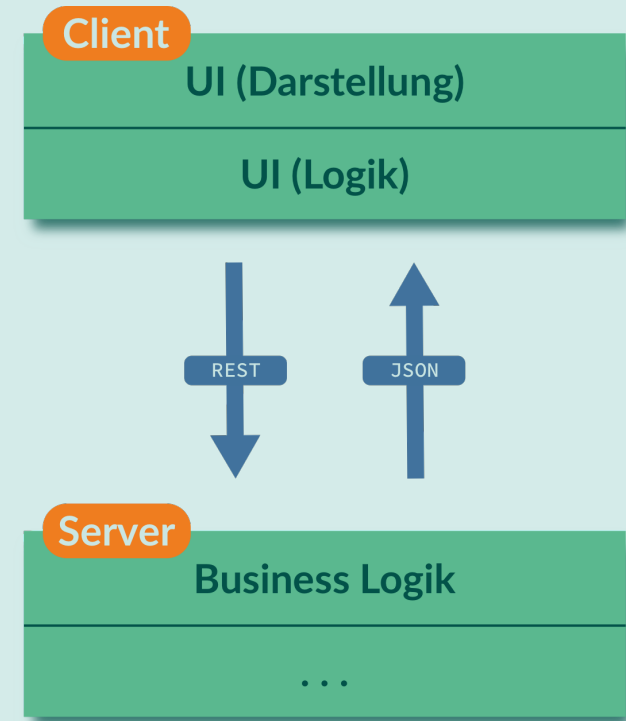 Client
UI (Darstellung)
UI (Logik)
REST
JSON
Server
Business Logik
...